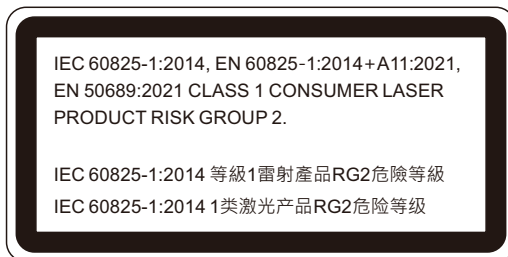 IEC 60825-1:2014, EN 60825-1:2014+A11:2021,
EN 50689:2021 CLASS 1 CONSUMER LASER
PRODUCT RISK GROUP 2.
IEC 60825-1:2014 等級1雷射產品RG2危險等級
IEC 60825-1:2014 1类激光产品RG2危险等级